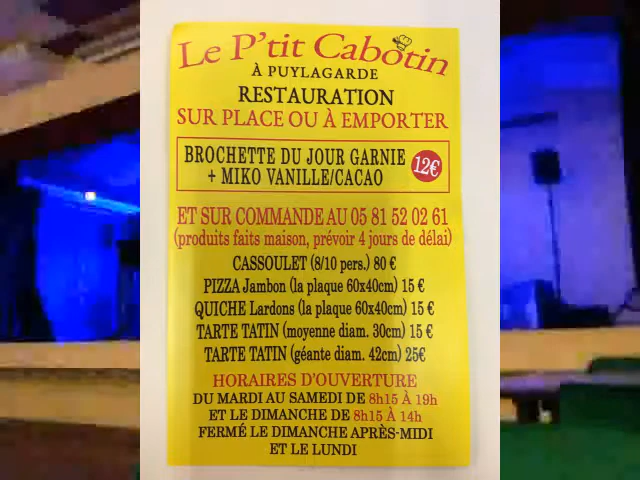 Le P'tit Cabotin
À PUYLAGARDE
RESTAURATION
SUR PLACE OU À EMPORTER
BROCHETTE DU JOUR GARNIE 12€
+ MIKO VANILLE/CACAO
ET SUR COMMANDE AU 05 81 52 02 61
(produits faits maison, prévoir 4 jours de délai)
CASSOULET (8/10 pers.) 80 €
PIZZA Jambon (la plaque 60x40cm) 15 €
QUICHE Lardons (la plaque 60x40cm) 15 €
TARTE TATIN (moyenne diam. 30cm) 15 €
TARTE TATIN (géante diam. 42cm) 25€
HORAIRES D'OUVERTURE
DU MARDI AU SAMEDI DE 8h15 À 19h
ET LE DIMANCHE DE 8h15 À 14h
FERMÉ LE DIMANCHE APRÈS-MIDI
ET LE LUNDI